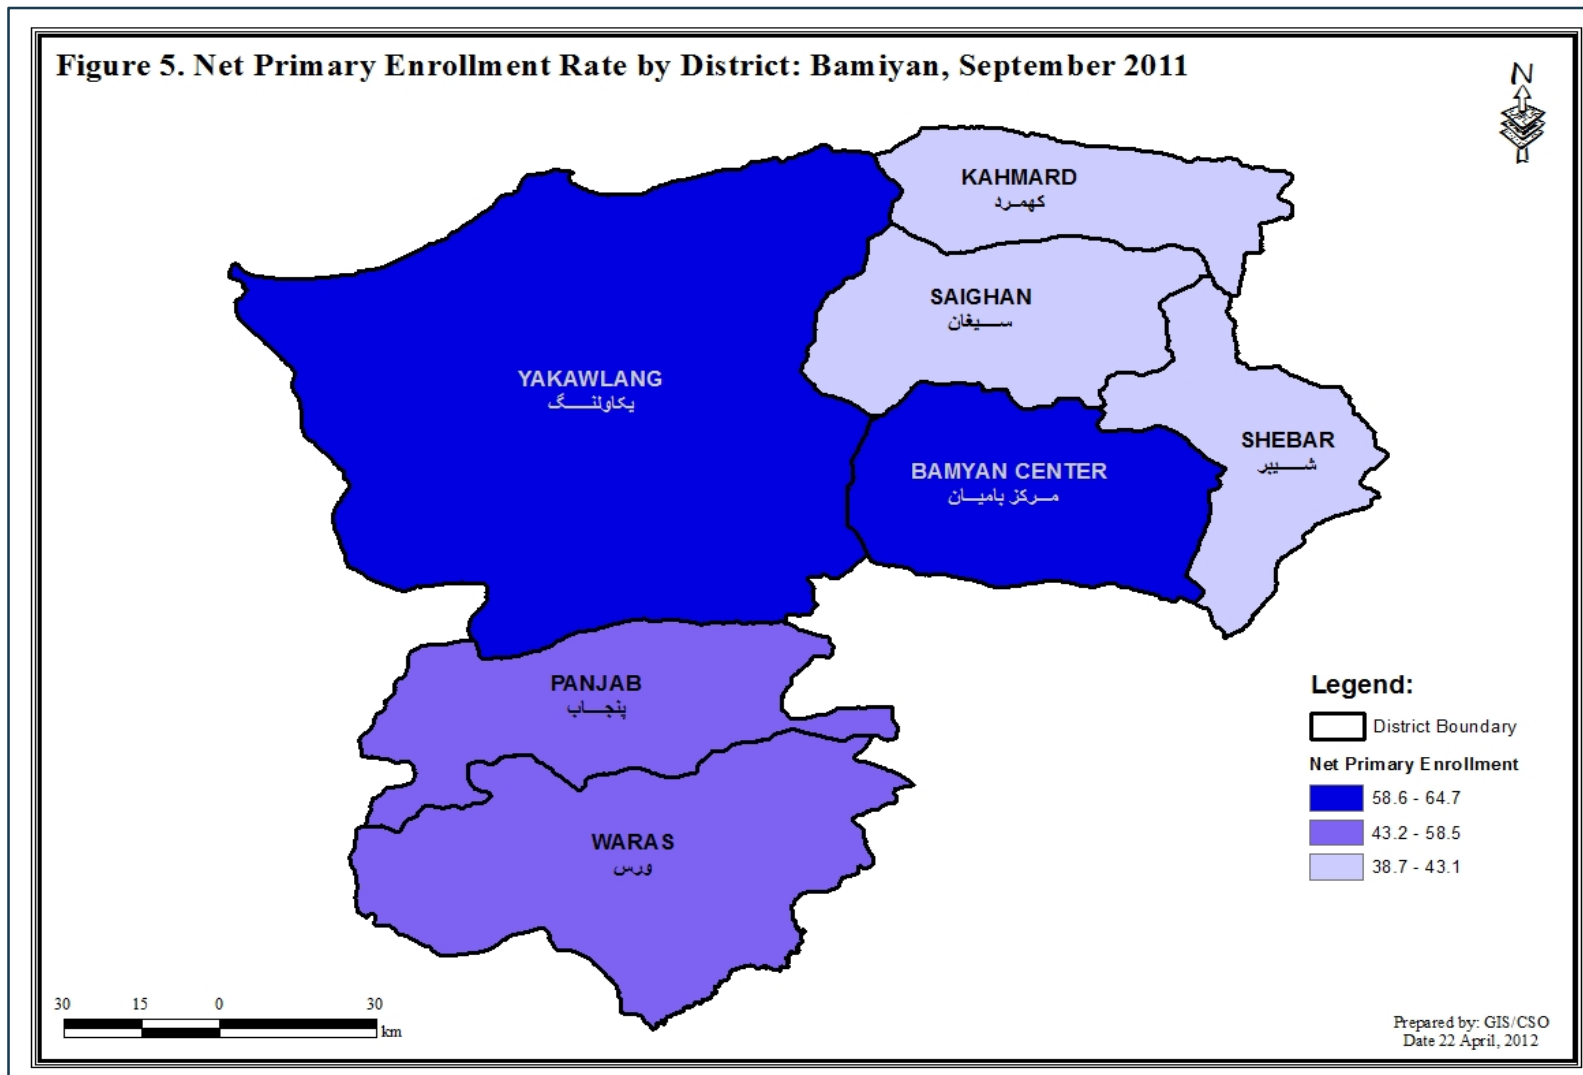 Figure 5. Net Primary Enrollment Rate by District: Bamiyan, September 2011
N
KAHMARD
کهمرد
SAIGHAN
سیغان
YAKAWLANG
یکاولنگ
SHEBAR
شیبر
BAMYAN CENTER
مرکز بامیان
PANJAB
پنجاب
WARAS
ورس
Legend:
District Boundary
Net Primary Enrollment
58.6 - 64.7
43.2 - 58.5
38.7 - 43.1
30 15 0 30
km
Prepared by: GIS/CSO
Date 22 April, 2012